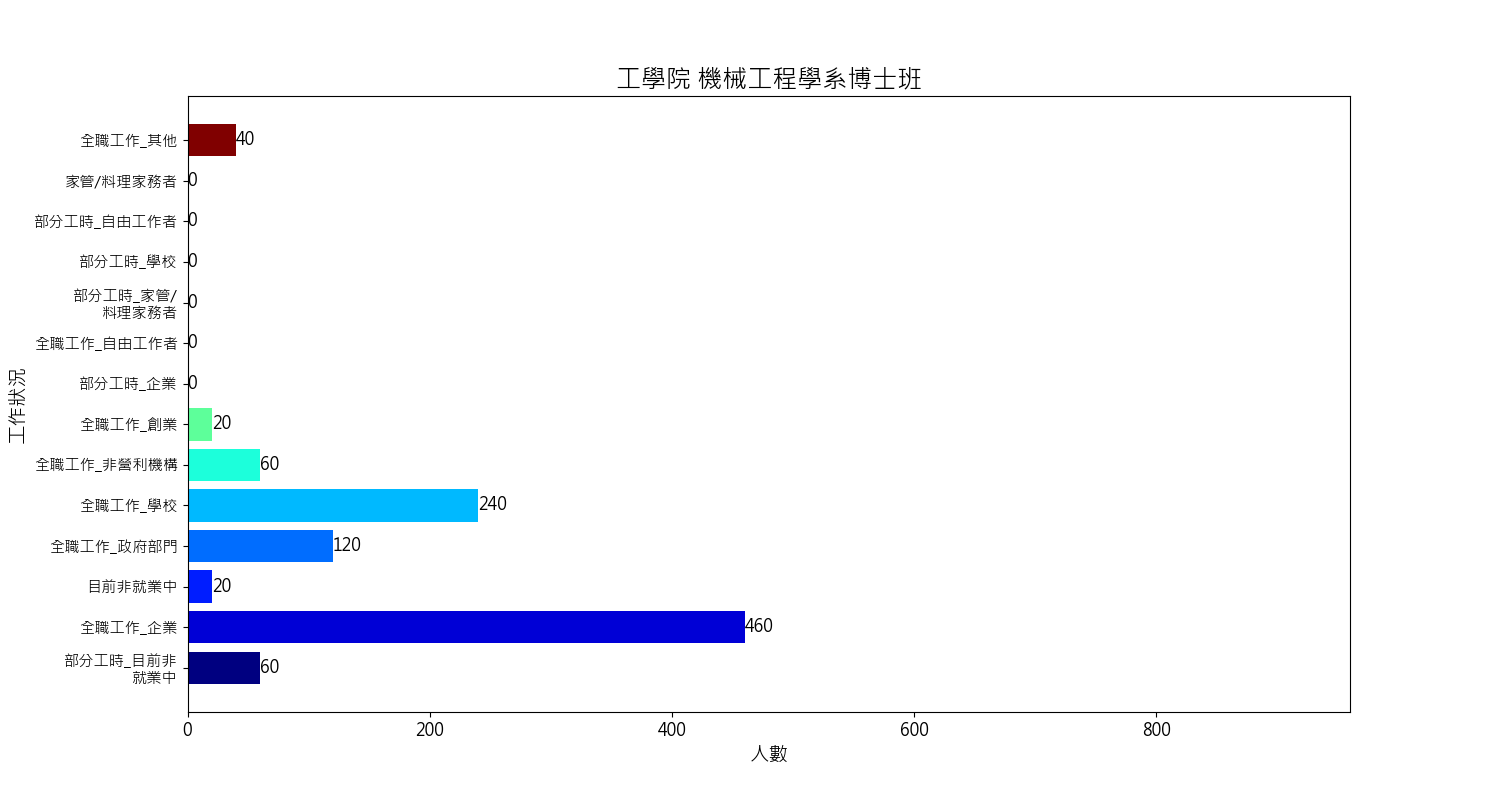 工學院 機械工程學系博士班
工作狀況
全職工作_其他
40
家管/料理家務者
0
部分工時_自由工作者
0
部分工時_學校
0
部分工時_家管/
料理家務者
0
全職工作_自由工作者
0
部分工時_企業
0
全職工作_創業
20
全職工作_非營利機構
60
全職工作_學校
240
全職工作_政府部門
120
目前非就業中
20
全職工作_企業
460
部分工時_目前非
就業中
60
0 200 400 600 800
人數